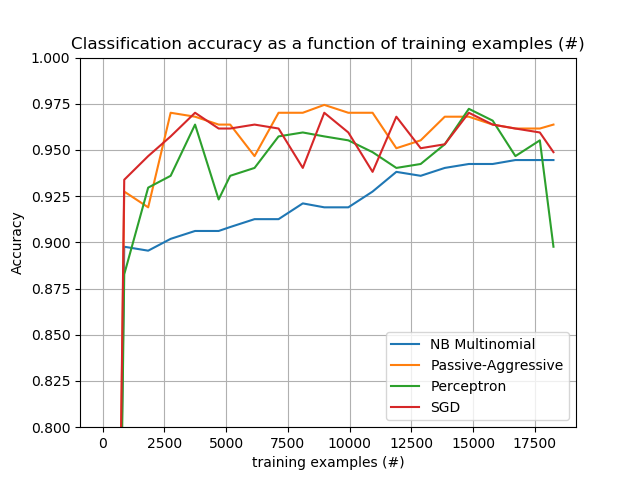 Classification accuracy as a function of training examples (#)
1.000
0.975
0.950
0.925
0.900
0.875
0.850
0.825
0.800
Accuracy
NB Multinomial
Passive-Aggressive
Perceptron
SGD
0 2500 5000 7500 10000 12500 15000 17500
training examples (#)